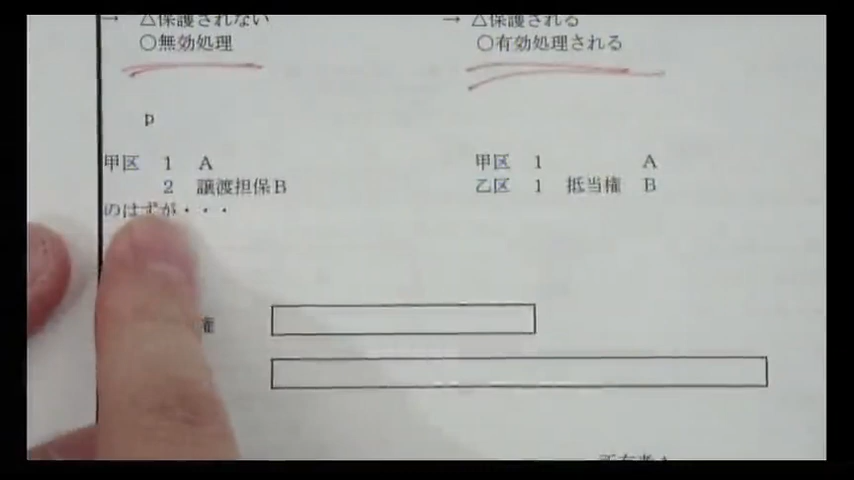 → △保護されない → △保護される
○無効処理 ○有効処理される
p
甲区 1 A 甲区 1 A
2 譲渡担保B 乙区 1 抵当権 B
のはずが・・・
権